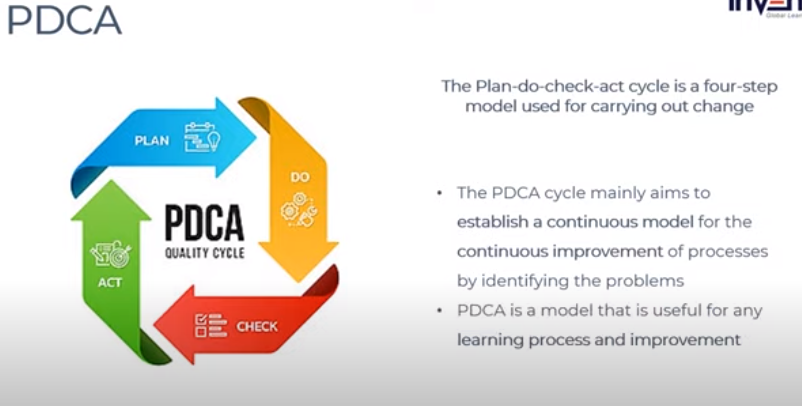 PDCA
Global Lear
The Plan-do-check-act cycle is a four-step
model used for carrying out change
PLAN
DO
PDCA
QUALITY CYCLE
ACT
CHECK
• The PDCA cycle mainly aims to
establish a continuous model for the
continuous improvement of processes
by identifying the problems
• PDCA is a model that is useful for any
learning process and improvement